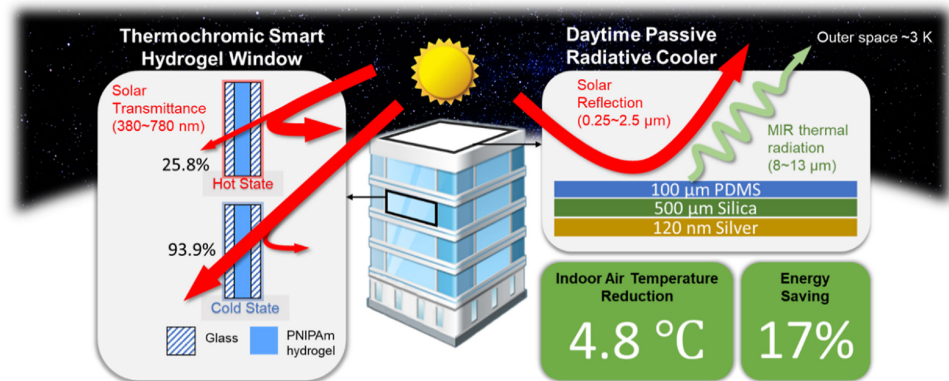 Thermochromic Smart
Hydrogel Window
Solar
Transmittance
(380~780 nm)
25.8%
Hot State
93.9%
Cold State
Glass
PNIPAm
hydrogel
Daytime Passive
Radiative Cooler
Outer space ~3 K
Solar
Reflection
(0.25~2.5 µm)
MIR thermal
radiation
(8~13 µm)
100 µm PDMS
500 µm Silica
120 nm Silver
Indoor Air Temperature
Reduction
4.8 ℃
Energy
Saving
17%